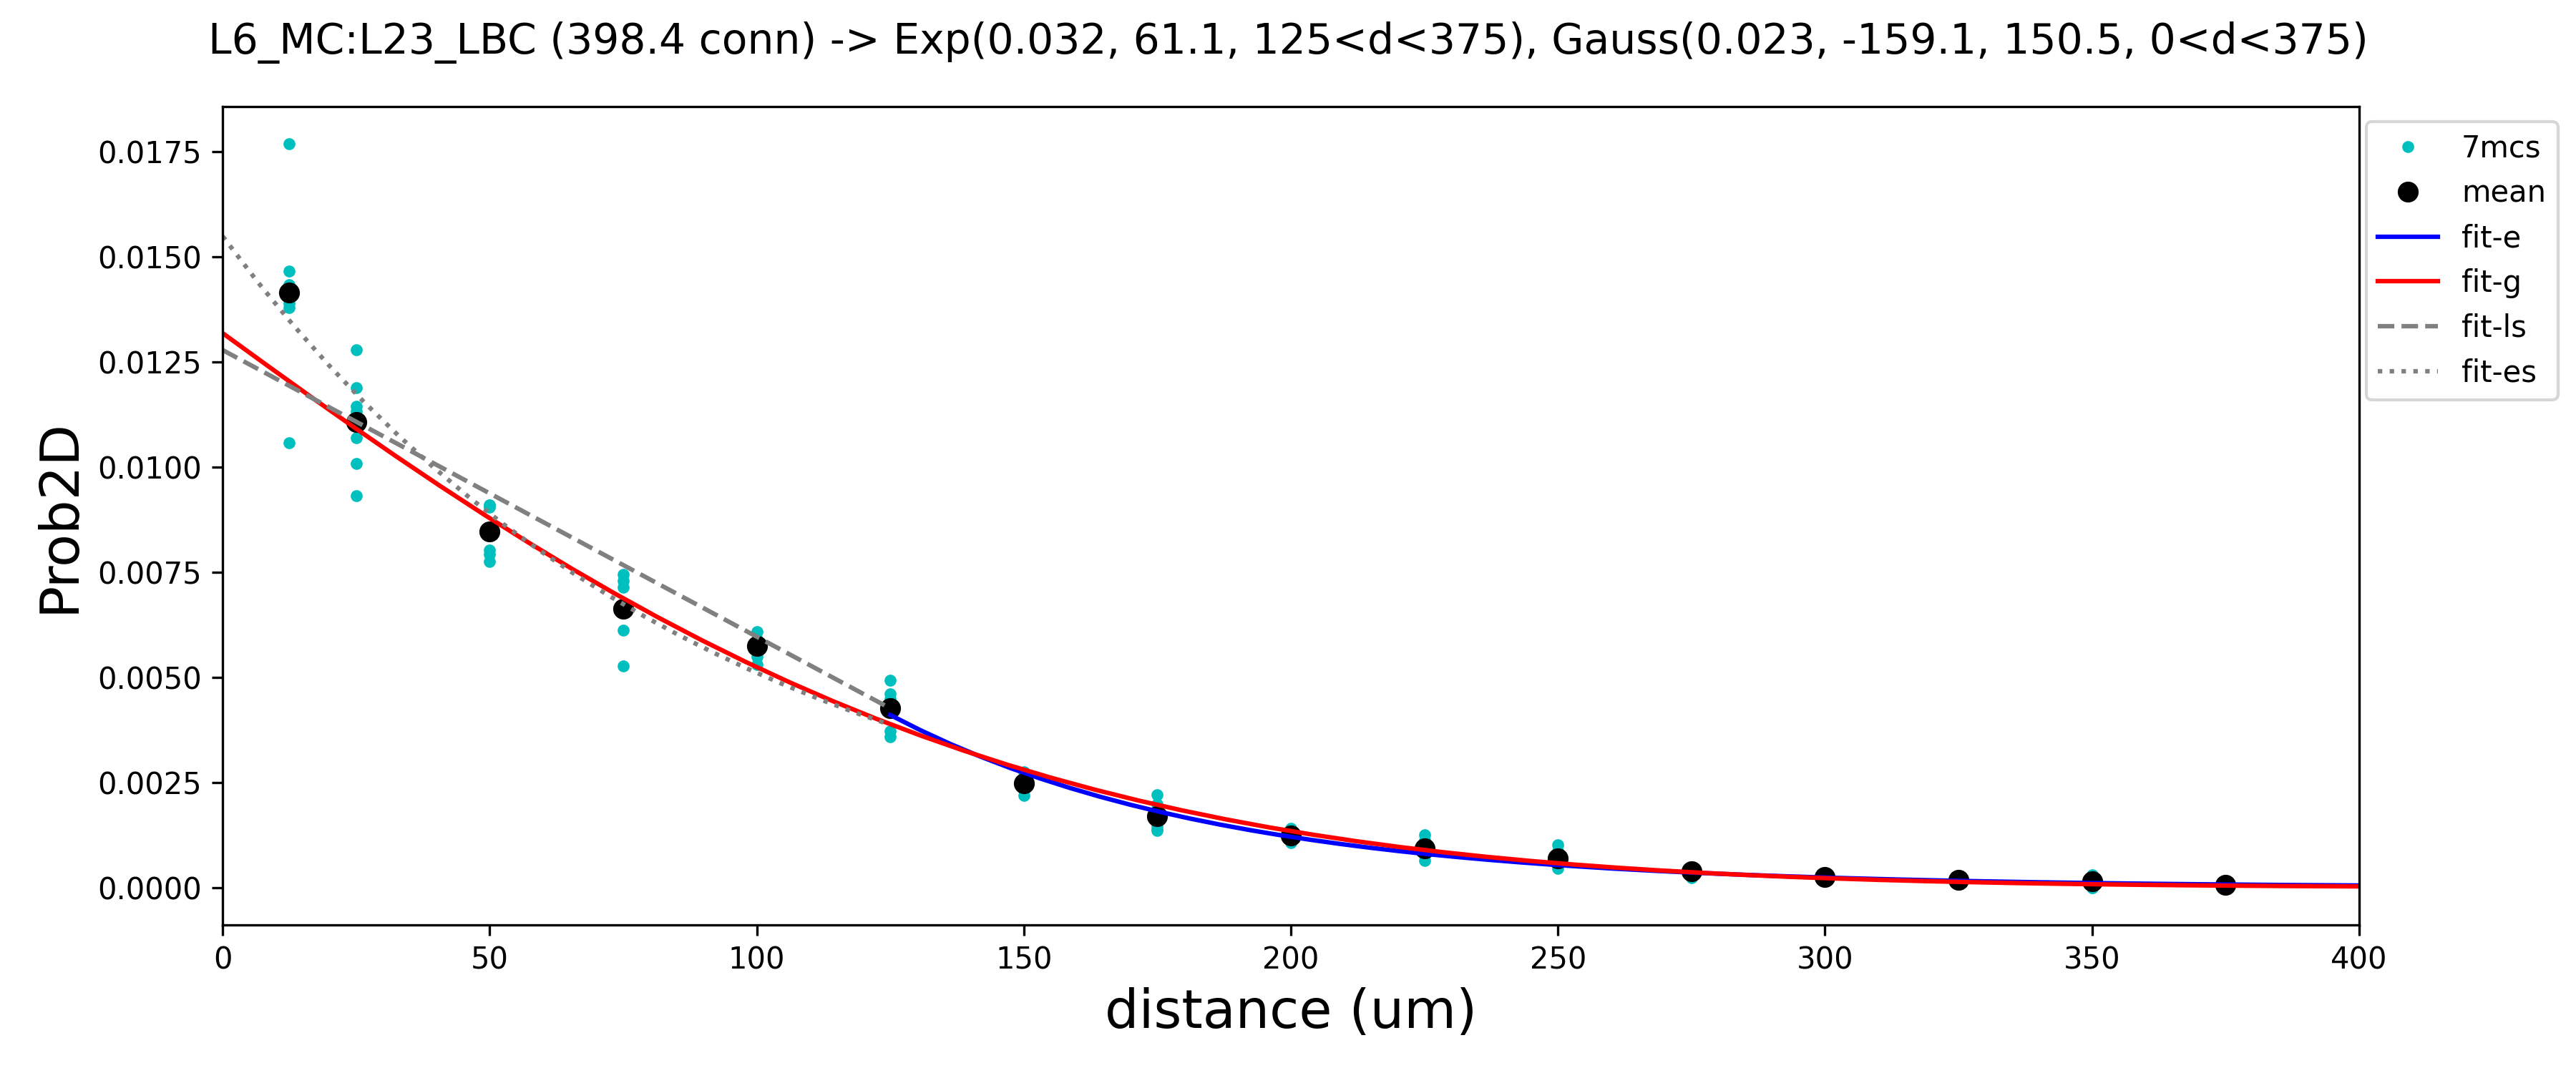 L6_MC:L23_LBC (398.4 conn) -> Exp(0.032, 61.1, 125<d<375), Gauss(0.023, -159.1, 150.5, 0<d<375)
0.0175
0.0150
0.0125
0.0100
0.0075
0.0050
0.0025
0.0000
Prob2D
0
50
100
150
200
250
300
350
400
distance (um)
7mcs
mean
fit-e
fit-g
fit-ls
fit-es